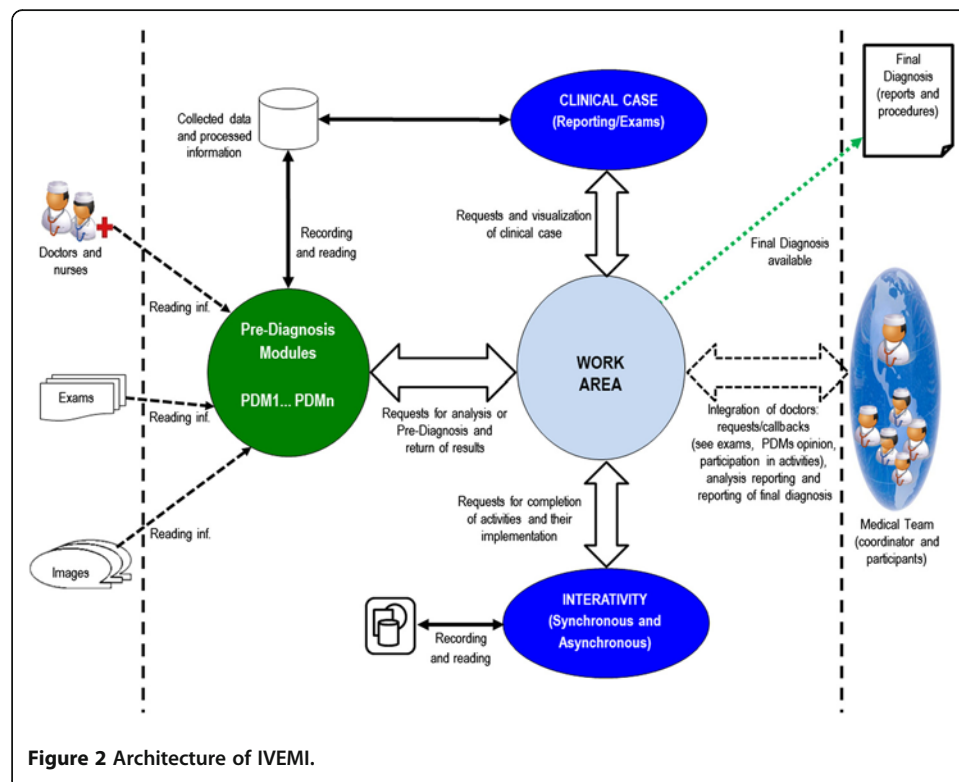 Final
Diagnosis
(reports and
procedures)
CLINICAL CASE
(Reporting/Exams)
Collected data
and processed
information
Requests and visualization
of clinical case
Doctors and
nurses
Recording
and reading
Final Diagnosis
available
Reading inf.
Pre-Diagnosis
Modules
PDM1... PDMn
WORK
AREA
Exams
Reading inf.
Requests for analysis or
Pre-Diagnosis and
return of results
Integration of doctors:
requests/callbacks
(see exams, PDMs opinion,
participation in activities),
analysis reporting and
reporting of final diagnosis
Requests for completion
of activities and their
implementation
Reading inf.
Images
Medical Team
(coordinator and
participants)
INTERATIVITY
(Synchronous and
Asynchronous)
Recording
and reading
Figure 2 Architecture of IVEMI.